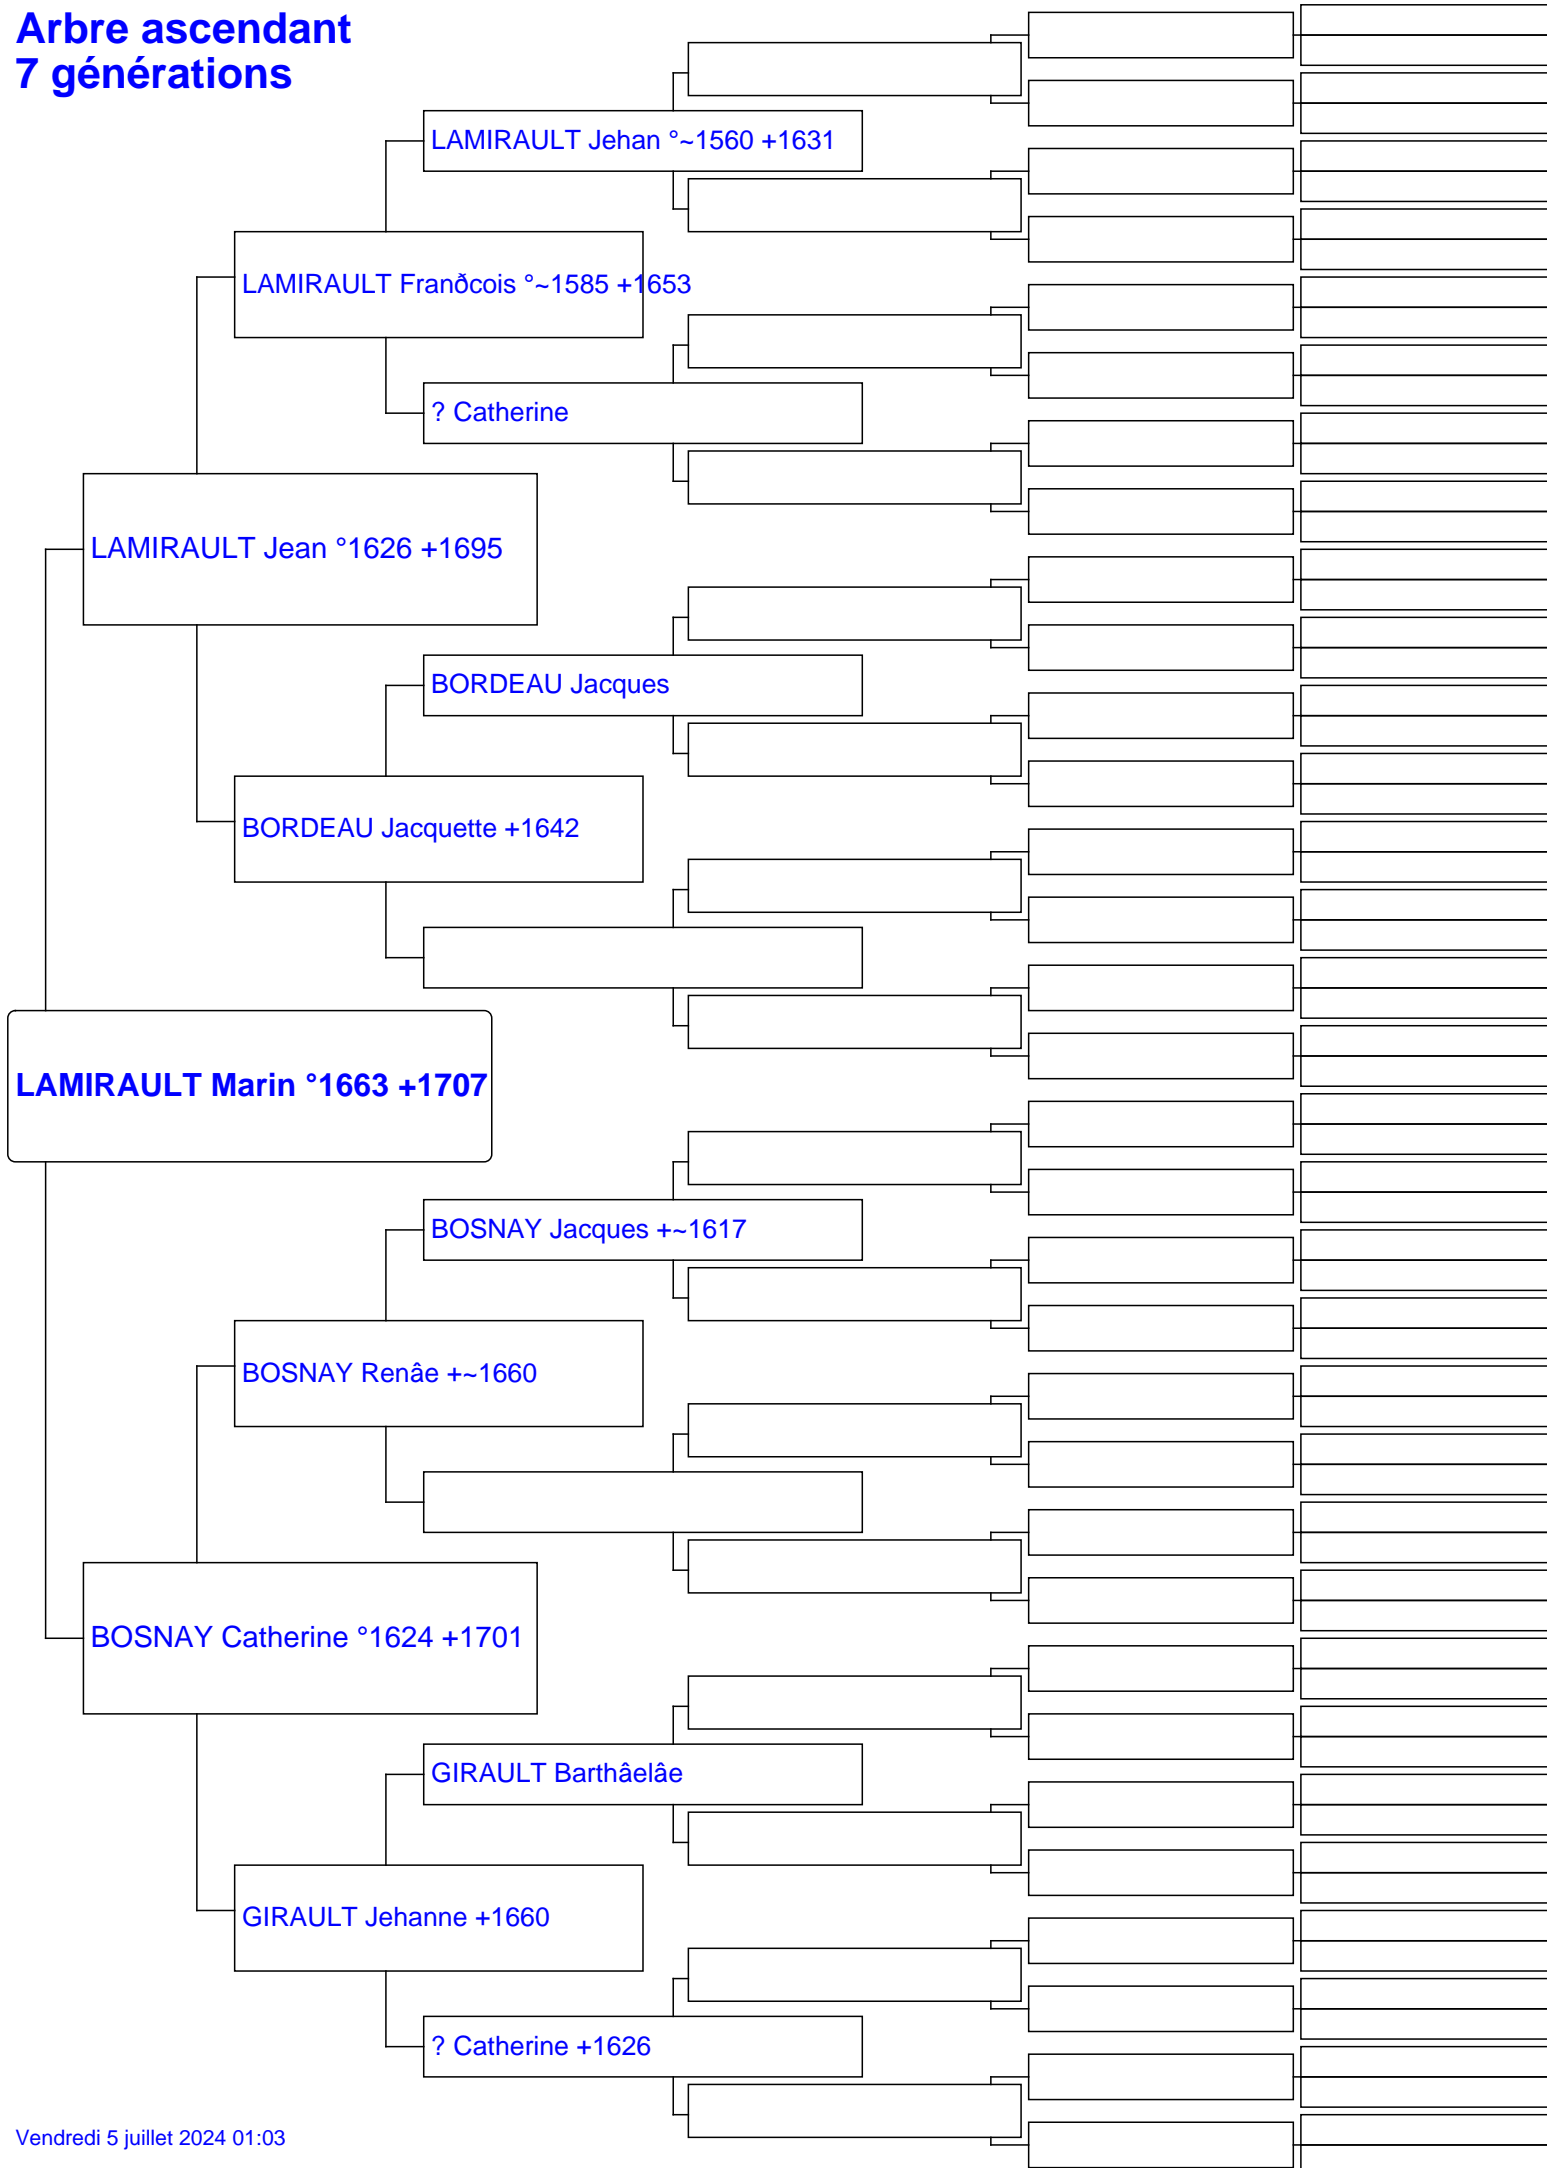 Arbre ascendant
7 générations
LAMIRAULT Jehan °~1560 +1631
LAMIRAULT Franðcois °~1585 +1653
? Catherine
LAMIRAULT Jean °1626 +1695
BORDEAU Jacques
BORDEAU Jacquette +1642
LAMIRAULT Marin °1663 +1707
BOSNAY Jacques +~1617
BOSNAY Renâe +~1660
BOSNAY Catherine °1624 +1701
GIRAULT Barthâelâe
GIRAULT Jehanne +1660
? Catherine +1626
Vendredi 5 juillet 2024 01:03